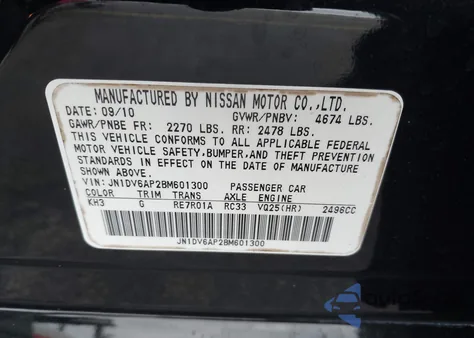 MANUFACTURED BY NISSAN MOTOR CO.,LTD.
DATE: 09/10 GVWR/PNBV: 4674 LBS.
GAWR/PNBE FR: 2270 LBS. RR: 2478 LBS.
THIS VEHICLE CONFORMS TO ALL APPLICABLE FEDERAL
MOTOR VEHICLE SAFETY, BUMPER, AND THEFT PREVENTION
STANDARDS IN EFFECT ON THE DATE OF MANUFACTURE
SHOWN ABOVE.
VIN: JN1DV6AP2BM601300 PASSENGER CAR
COLOR TRIM TRANS AXLE ENGINE
KH3 G RE7R01A RC33 VQ25(HR) 2496CC
JN1DV6AP2BM601300